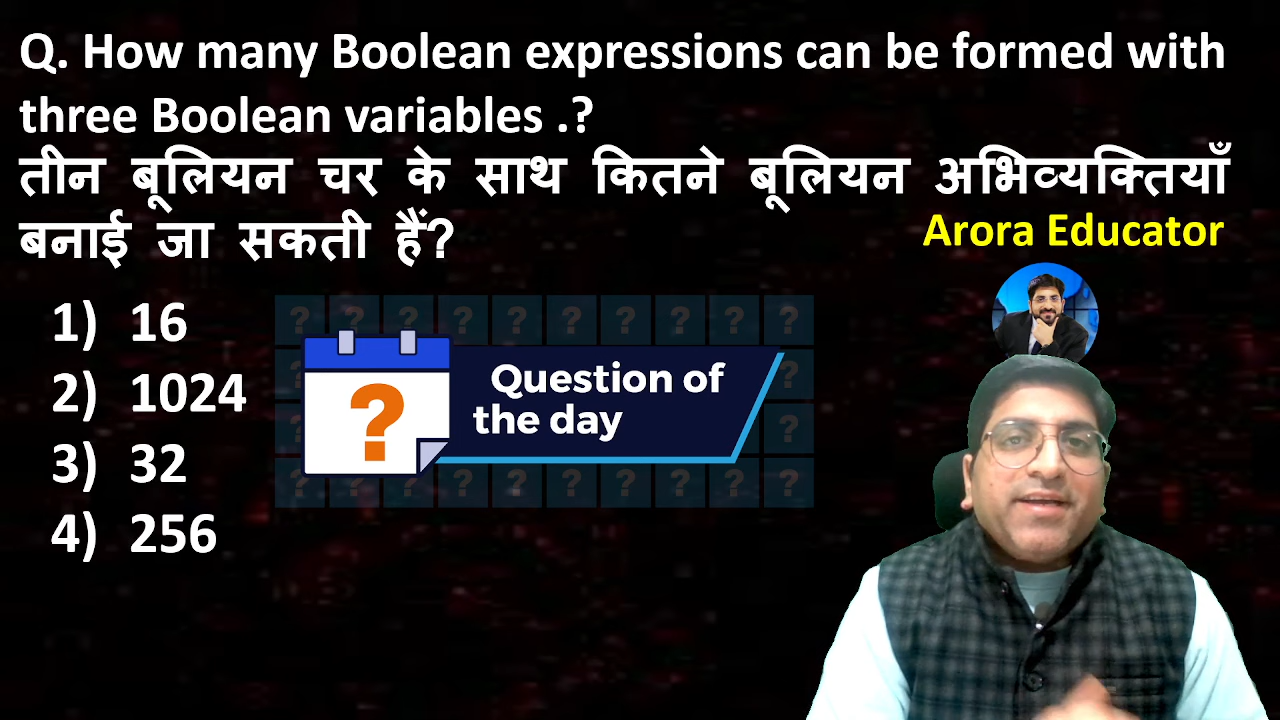 Q. How many Boolean expressions can be formed with
three Boolean variables .?
तीन बूलियन चर के साथ कितने बूलियन अभिव्यक्तियाँ
बनाई जा सकती हैं?
Arora Educator
1) 16
2) 1024
3) 32
4) 256
?
Question of
the day